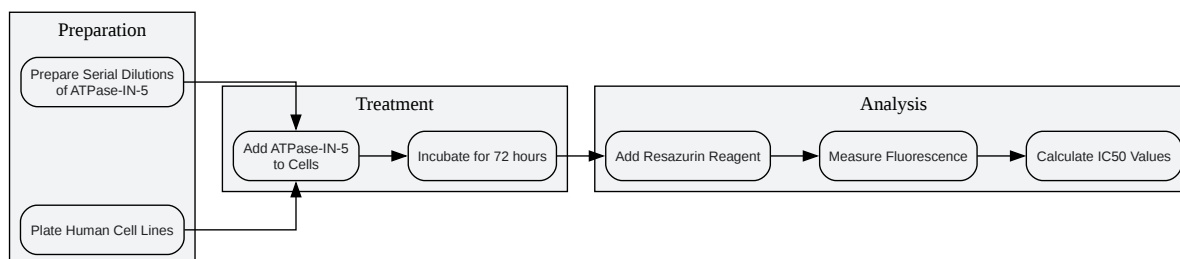 Preparation
Prepare Serial Dilutions
of ATPase-IN-5
Plate Human Cell Lines
Treatment
Add ATPase-IN-5
to Cells
Incubate for 72 hours
Analysis
Add Resazurin Reagent
Measure Fluorescence
Calculate IC50 Values